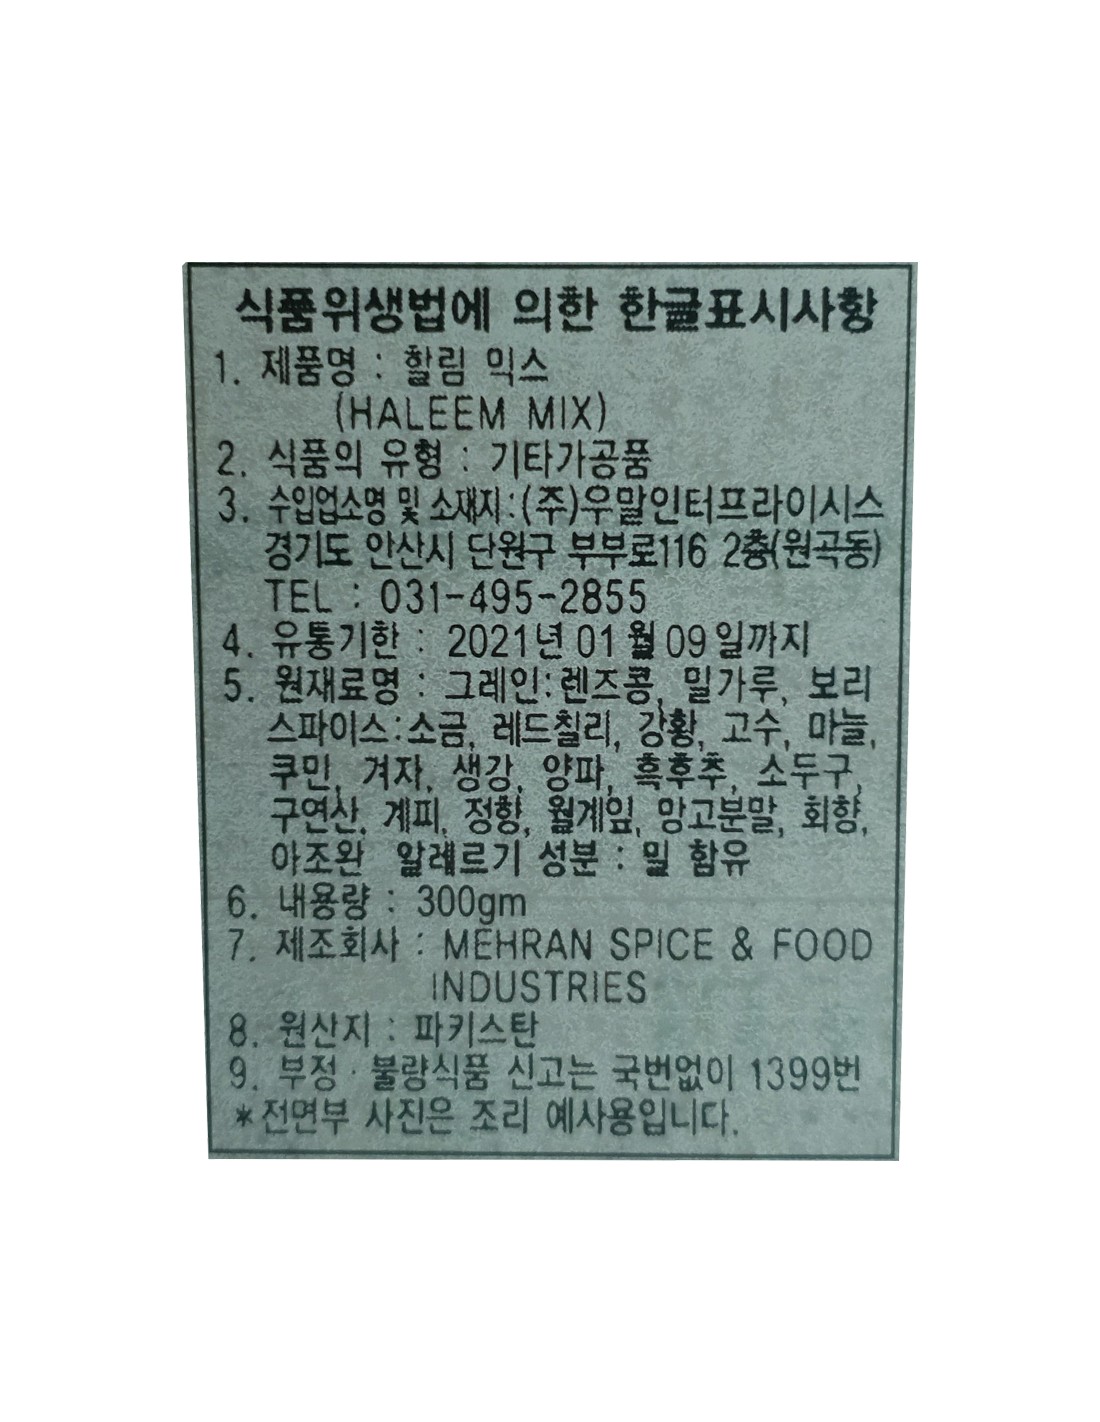 식품위생법에 의한 한글표시사항
1. 제품명 : 할림 믹스
(HALEEM MIX)
2. 식품의 유형 : 기타가공품
3. 수입업소명 및 소재지:(주)우말인터프라이시스
경기도 안산시 단원구 부부로116 2층(원곡동)
TEL : 031-495-2855
4. 유통기한 : 2021년 01월 09일까지
5. 원재료명 : 그레인:렌즈콩, 밀가루, 보리
스파이스:소금, 레드칠리, 강황, 고수, 마늘,
쿠민, 겨자, 생강, 양파, 흑후추, 소두구,
구연산, 계피, 정향, 월계잎, 망고분말, 회향,
아조완 알레르기 성분 : 밀 함유
6. 내용량 : 300gm
7. 제조회사 : MEHRAN SPICE & FOOD
INDUSTRIES
8. 원산지 : 파키스탄
9. 부정·불량식품 신고는 국번없이 1399번
*전면부 사진은 조리 예사용입니다.